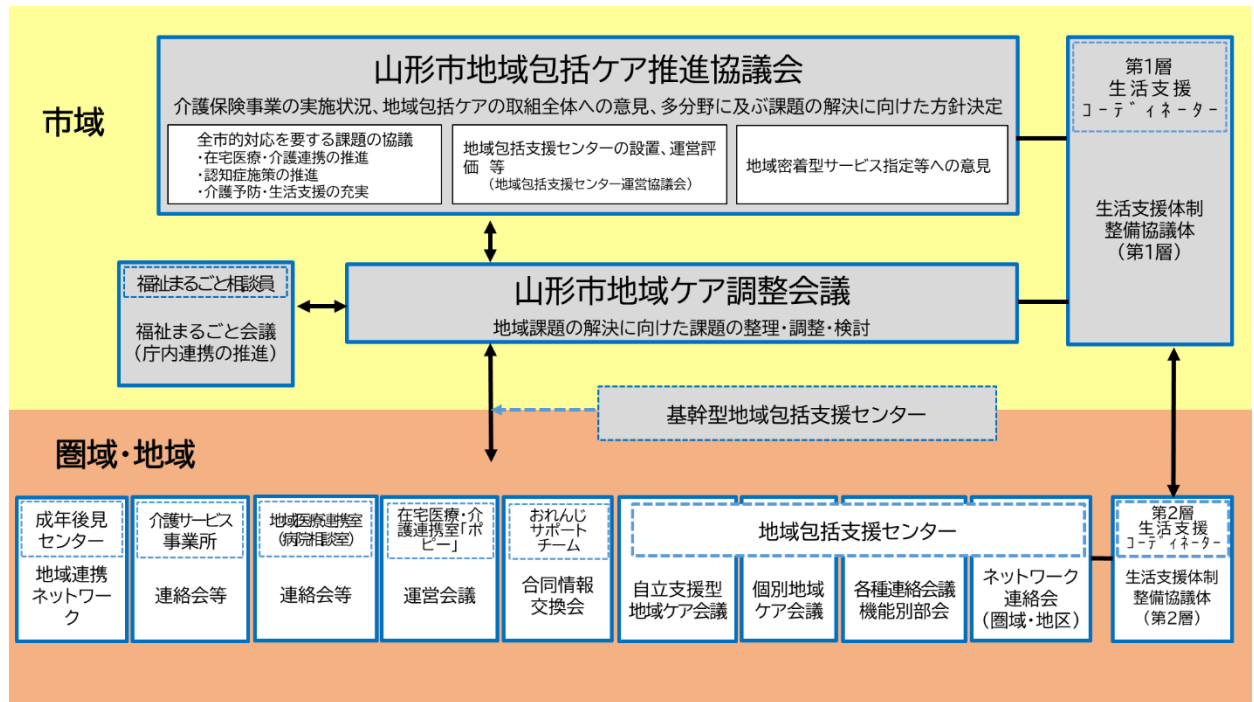 市域
山形市地域包括ケア推進協議会
介護保険事業の実施状況、地域包括ケアの取組全体への意見、多分野に及ぶ課題の解決に向けた方針決定
全市的対応を要する課題の協議
・在宅医療・介護連携の推進
・認知症施策の推進
・介護予防・生活支援の充実
地域包括支援センターの設置、運営評
価 等
(地域包括支援センター運営協議会)
地域密着型サービス指定等への意見
第1層
生活支援
コーディネーター
生活支援体制
整備協議体
(第1層)
福祉まるごと相談員
福祉まるごと会議
(庁内連携の推進)
山形市地域ケア調整会議
地域課題の解決に向けた課題の整理・調整・検討
基幹型地域包括支援センター
圏域・地域
成年後見
センター
地域連携
ネットワー
ク
介護サービス
事業所
連絡会等
地域医療連携室
(病院相談室)
連絡会等
在宅医療・介
護連携室「ポ
ピー」
運営会議
おれんじ
サポート
チーム
合同情報
交換会
地域包括支援センター
自立支援型
地域ケア会議
個別地域
ケア会議
各種連絡会議
機能別部会
ネットワーク
連絡会
(圏域・地区)
第2層
生活支援
コーディネーター
生活支援体制
整備協議体
(第2層)